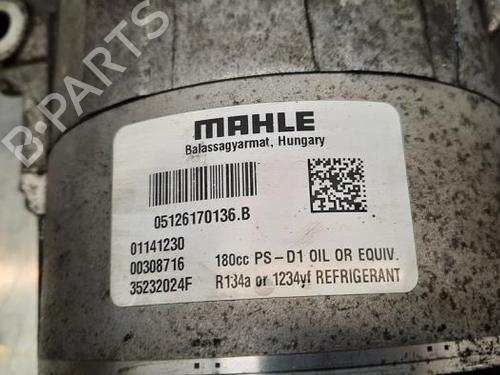 B-PARTS
MAHLE
Balassagyarmat, Hungary
05126170136.B
01141230
00308716 180cc PS-D1 OIL OR EQUIV.
35232024F R134a or 1234yf REFRIGERANT